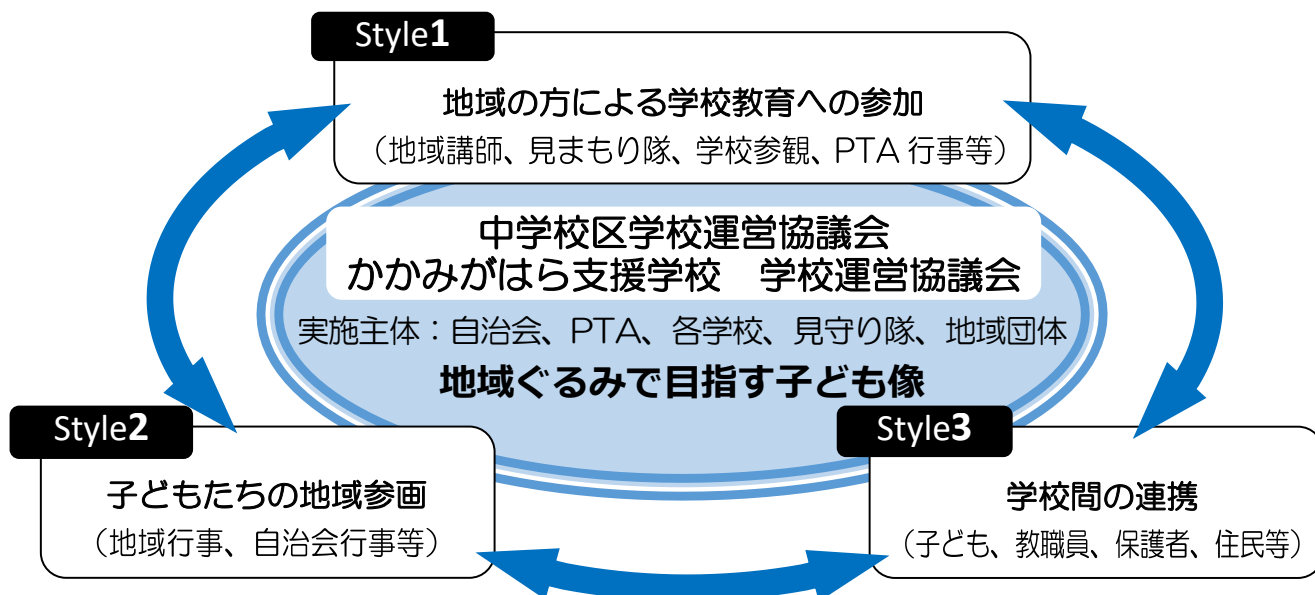 Style1
地域の方による学校教育への参加
（地域講師、見まもり隊、学校参観、PTA 行事等）
中学校区学校運営協議会
かかみがはら支援学校　学校運営協議会
実施主体：自治会、PTA、各学校、見守り隊、地域団体
地域ぐるみで目指す子ども像
Style2
子どもたちの地域参画
（地域行事、自治会行事等）
Style3
学校間の連携
（子ども、教職員、保護者、住民等）